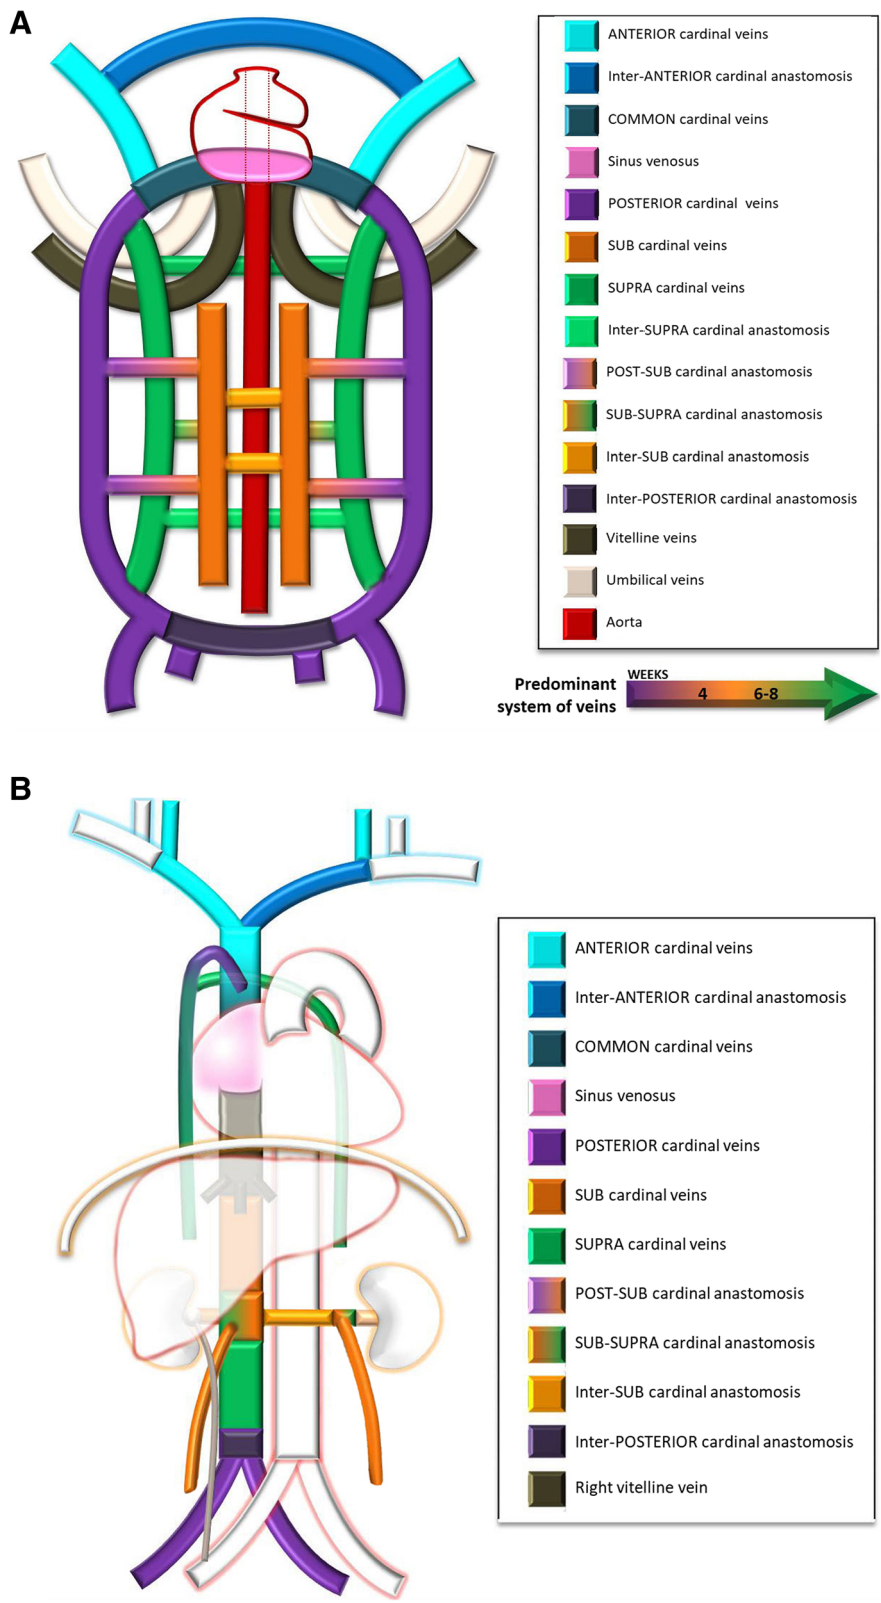 A
ANTERIOR cardinal veins
Inter-ANTERIOR cardinal anastomosis
COMMON cardinal veins
Sinus venosus
POSTERIOR cardinal veins
SUB cardinal veins
SUPRA cardinal veins
Inter-SUPRA cardinal anastomosis
POST-SUB cardinal anastomosis
SUB-SUPRA cardinal anastomosis
Inter-SUB cardinal anastomosis
Inter-POSTERIOR cardinal anastomosis
Vitelline veins
Umbilical veins
Aorta
Predominant
system of veins
WEEKS
4 6-8
B
ANTERIOR cardinal veins
Inter-ANTERIOR cardinal anastomosis
COMMON cardinal veins
Sinus venosus
POSTERIOR cardinal veins
SUB cardinal veins
SUPRA cardinal veins
POST-SUB cardinal anastomosis
SUB-SUPRA cardinal anastomosis
Inter-SUB cardinal anastomosis
Inter-POSTERIOR cardinal anastomosis
Right vitelline vein